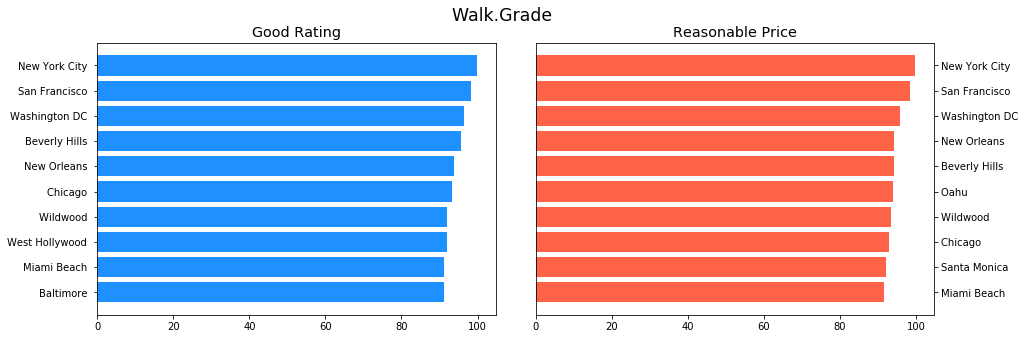 Walk.Grade
Good Rating
New York City
San Francisco
Washington DC
Beverly Hills
New Orleans
Chicago
Wildwood
West Hollywood
Miami Beach
Baltimore
0 20 40 60 80 100
Reasonable Price
New York City
San Francisco
Washington DC
New Orleans
Beverly Hills
Oahu
Wildwood
Chicago
Santa Monica
Miami Beach
0 20 40 60 80 100